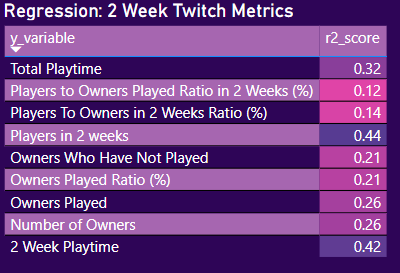 Regression: 2 Week Twitch Metrics
y_variable r2_score
Total Playtime 0.32
Players to Owners Played Ratio in 2 Weeks (%) 0.12
Players To Owners in 2 Weeks Ratio (%) 0.14
Players in 2 weeks 0.44
Owners Who Have Not Played 0.21
Owners Played Ratio (%) 0.21
Owners Played 0.26
Number of Owners 0.26
2 Week Playtime 0.42